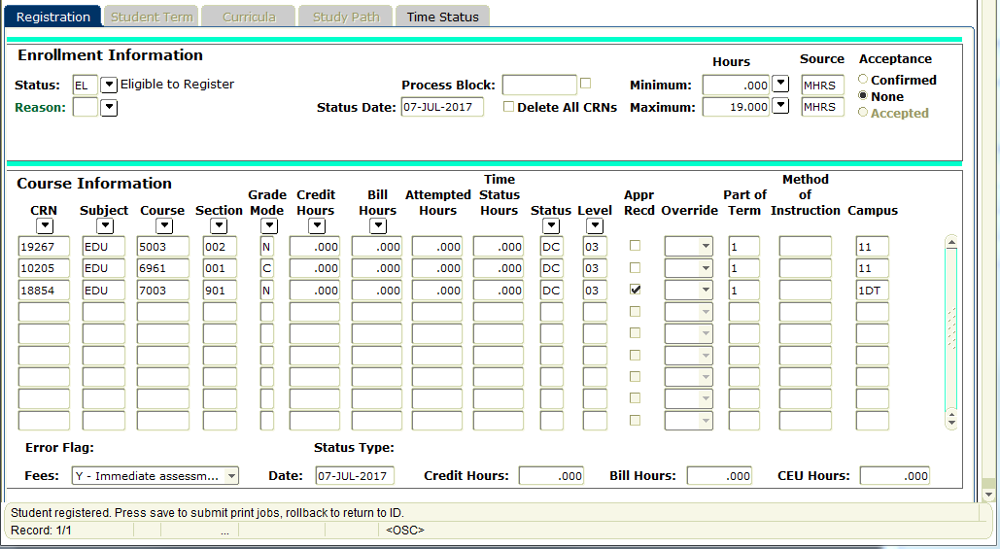 Registration Student Term Curricula Study Path Time Status
Enrollment Information
Hours Source Acceptance
Status: EL Eligible to Register Process Block: Minimum: .000 MHRS Confirmed
None
Reason: Status Date: 07-JUL-2017 Delete All CRNs Maximum: 19.000 MHRS Accepted
Course Information
CRN Subject Course Section Grade Mode Credit Hours Bill Hours Attempted Hours Time Status Hours Status Level Appr Recd Override Part of Term Method of Instruction Campus
19267 EDU 5003 002 N .000 .000 .000 .000 DC 03 1 11
10205 EDU 6961 001 C .000 .000 .000 .000 DC 03 1 11
18854 EDU 7003 901 N .000 .000 .000 .000 DC 03 1 1DT
Error Flag: Status Type:
Fees: Y - Immediate assessm... Date: 07-JUL-2017 Credit Hours: .000 Bill Hours: .000 CEU Hours: .000
Student registered. Press save to submit print jobs, rollback to return to ID.
Record: 1/1 ... <OSC>